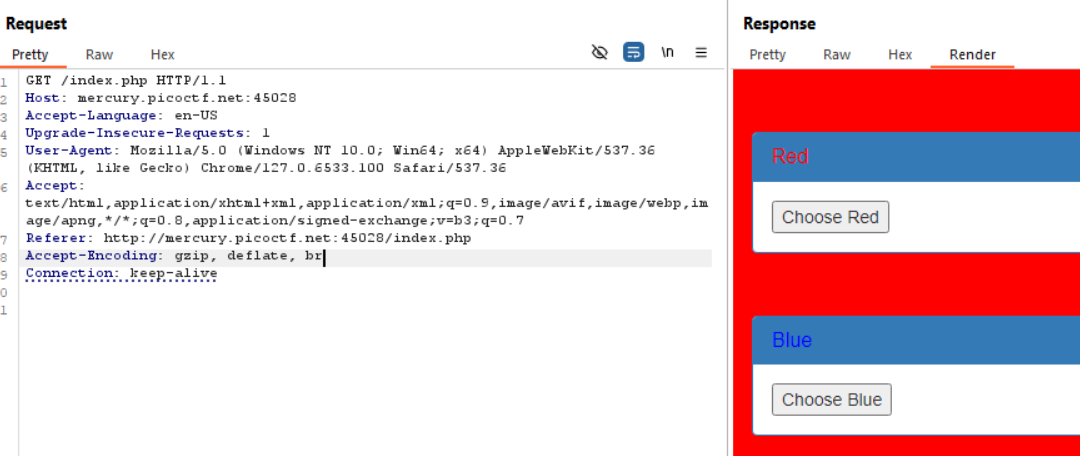 Request
Pretty Raw Hex
\n
1 GET /index.php HTTP/1.1
2 Host: mercury.picoctf.net:45028
3 Accept-Language: en-US
4 Upgrade-Insecure-Requests: 1
5 User-Agent: Mozilla/5.0 (Windows NT 10.0; Win64; x64) AppleWebKit/537.36
(KHTML, like Gecko) Chrome/127.0.6533.100 Safari/537.36
6 Accept:
text/html,application/xhtml+xml,application/xml;q=0.9,image/avif,image/webp,im
age/apng,*/*;q=0.8,application/signed-exchange;v=b3;q=0.7
7 Referer: http://mercury.picoctf.net:45028/index.php
8 Accept-Encoding: gzip, deflate, br
9 Connection: keep-alive
0
1
Response
Pretty Raw Hex Render
Red
Choose Red
Blue
Choose Blue